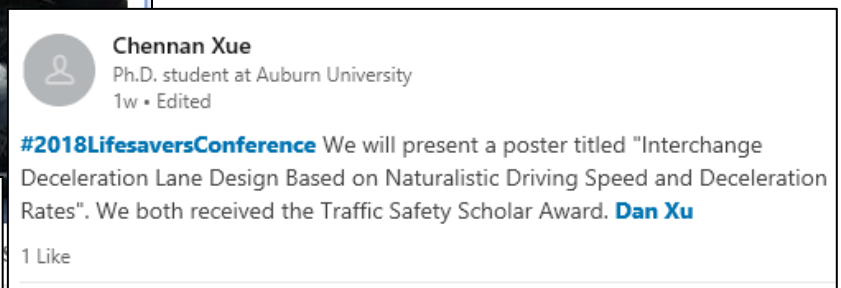 Chennan Xue
Ph.D. student at Auburn University
1w • Edited
#2018LifesaversConference We will present a poster titled "Interchange
Deceleration Lane Design Based on Naturalistic Driving Speed and Deceleration
Rates". We both received the Traffic Safety Scholar Award. Dan Xu
1 Like